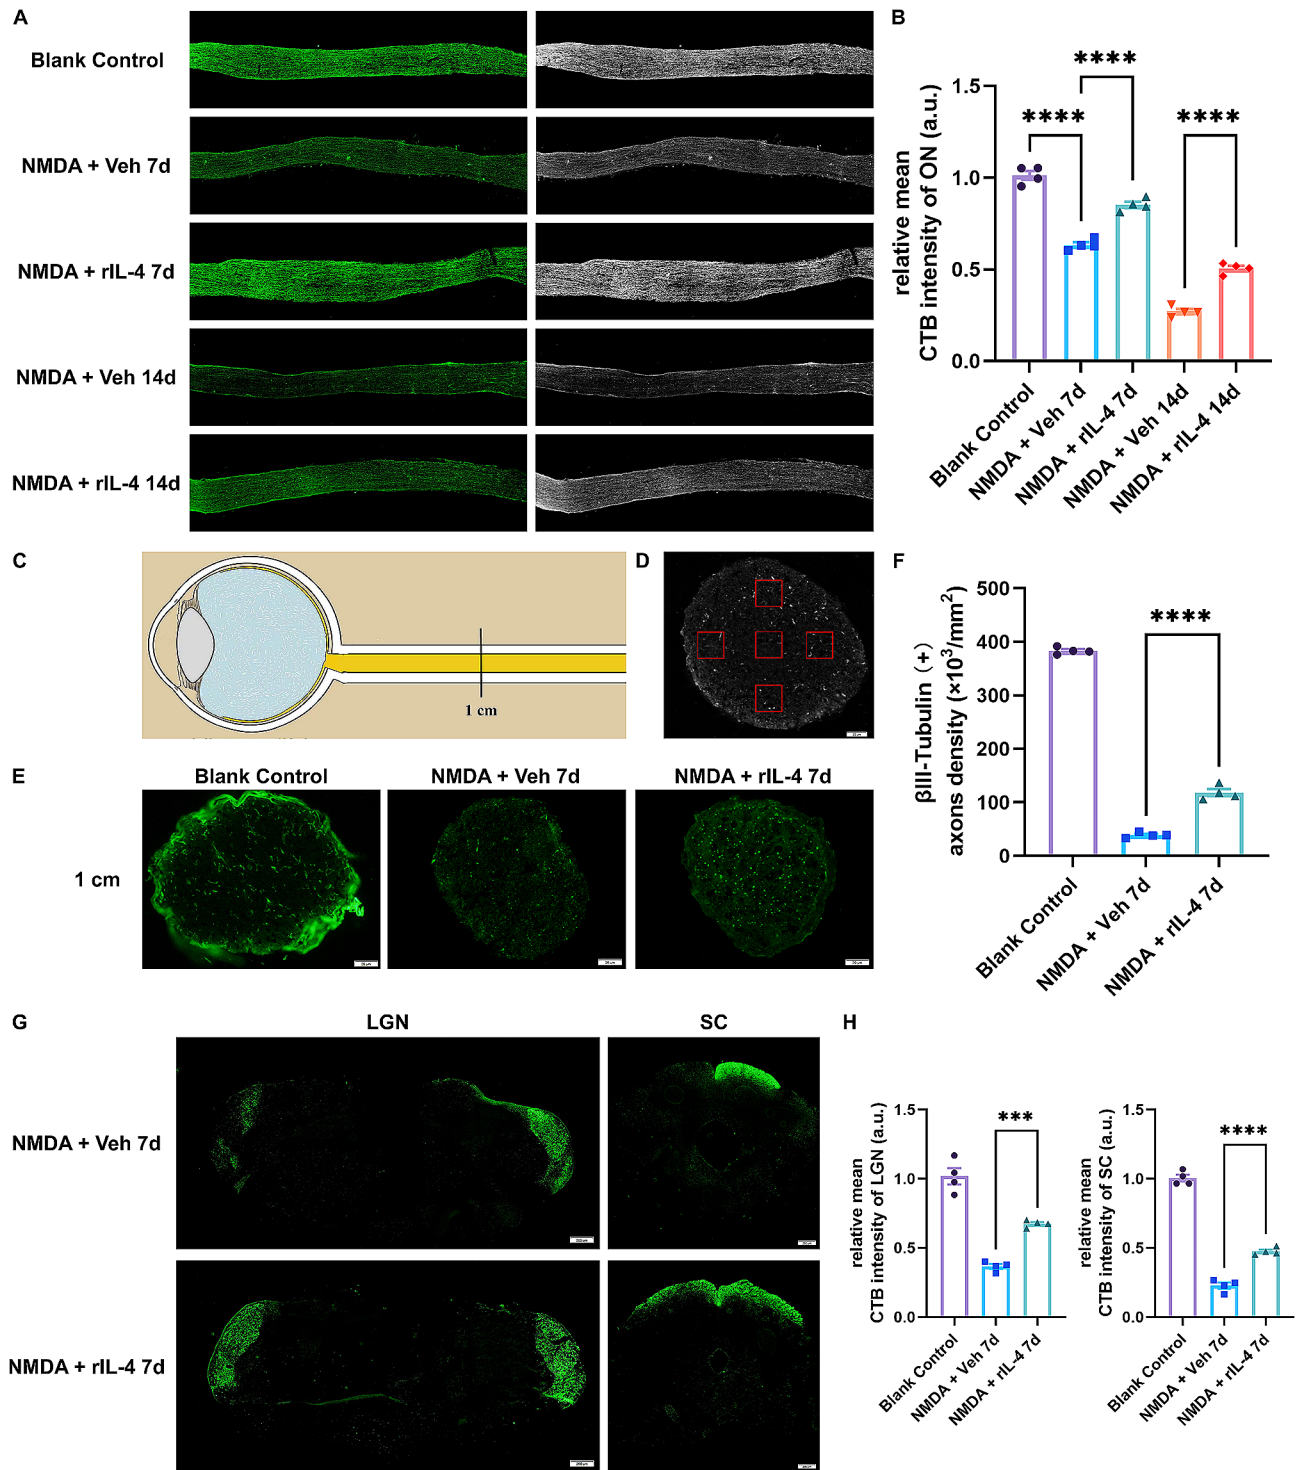 A
Blank Control
NMDA + Veh 7d
NMDA + rIL-4 7d
NMDA + Veh 14d
NMDA + rIL-4 14d
B
relative mean
CTB intensity of ON (a.u.)
1.5
1.0
0.5
0.0
****
****
****
Blank Control
NMDA + Veh 7d
NMDA + rIL-4 7d
NMDA + Veh 14d
NMDA + rIL-4 14d
C
1 cm
D
E
Blank Control
NMDA + Veh 7d
NMDA + rIL-4 7d
1 cm
F
βIII-Tubulin (+)
axons density (×10³/mm²)
500
400
300
200
100
0
****
Blank Control
NMDA + Veh 7d
NMDA + rIL-4 7d
G
LGN
SC
NMDA + Veh 7d
NMDA + rIL-4 7d
H
relative mean
CTB intensity of LGN (a.u.)
1.5
1.0
0.5
0.0
***
Blank Control
NMDA + Veh 7d
NMDA + rIL-4 7d
relative mean
CTB intensity of SC (a.u.)
1.5
1.0
0.5
0.0
****
Blank Control
NMDA + Veh 7d
NMDA + rIL-4 7d